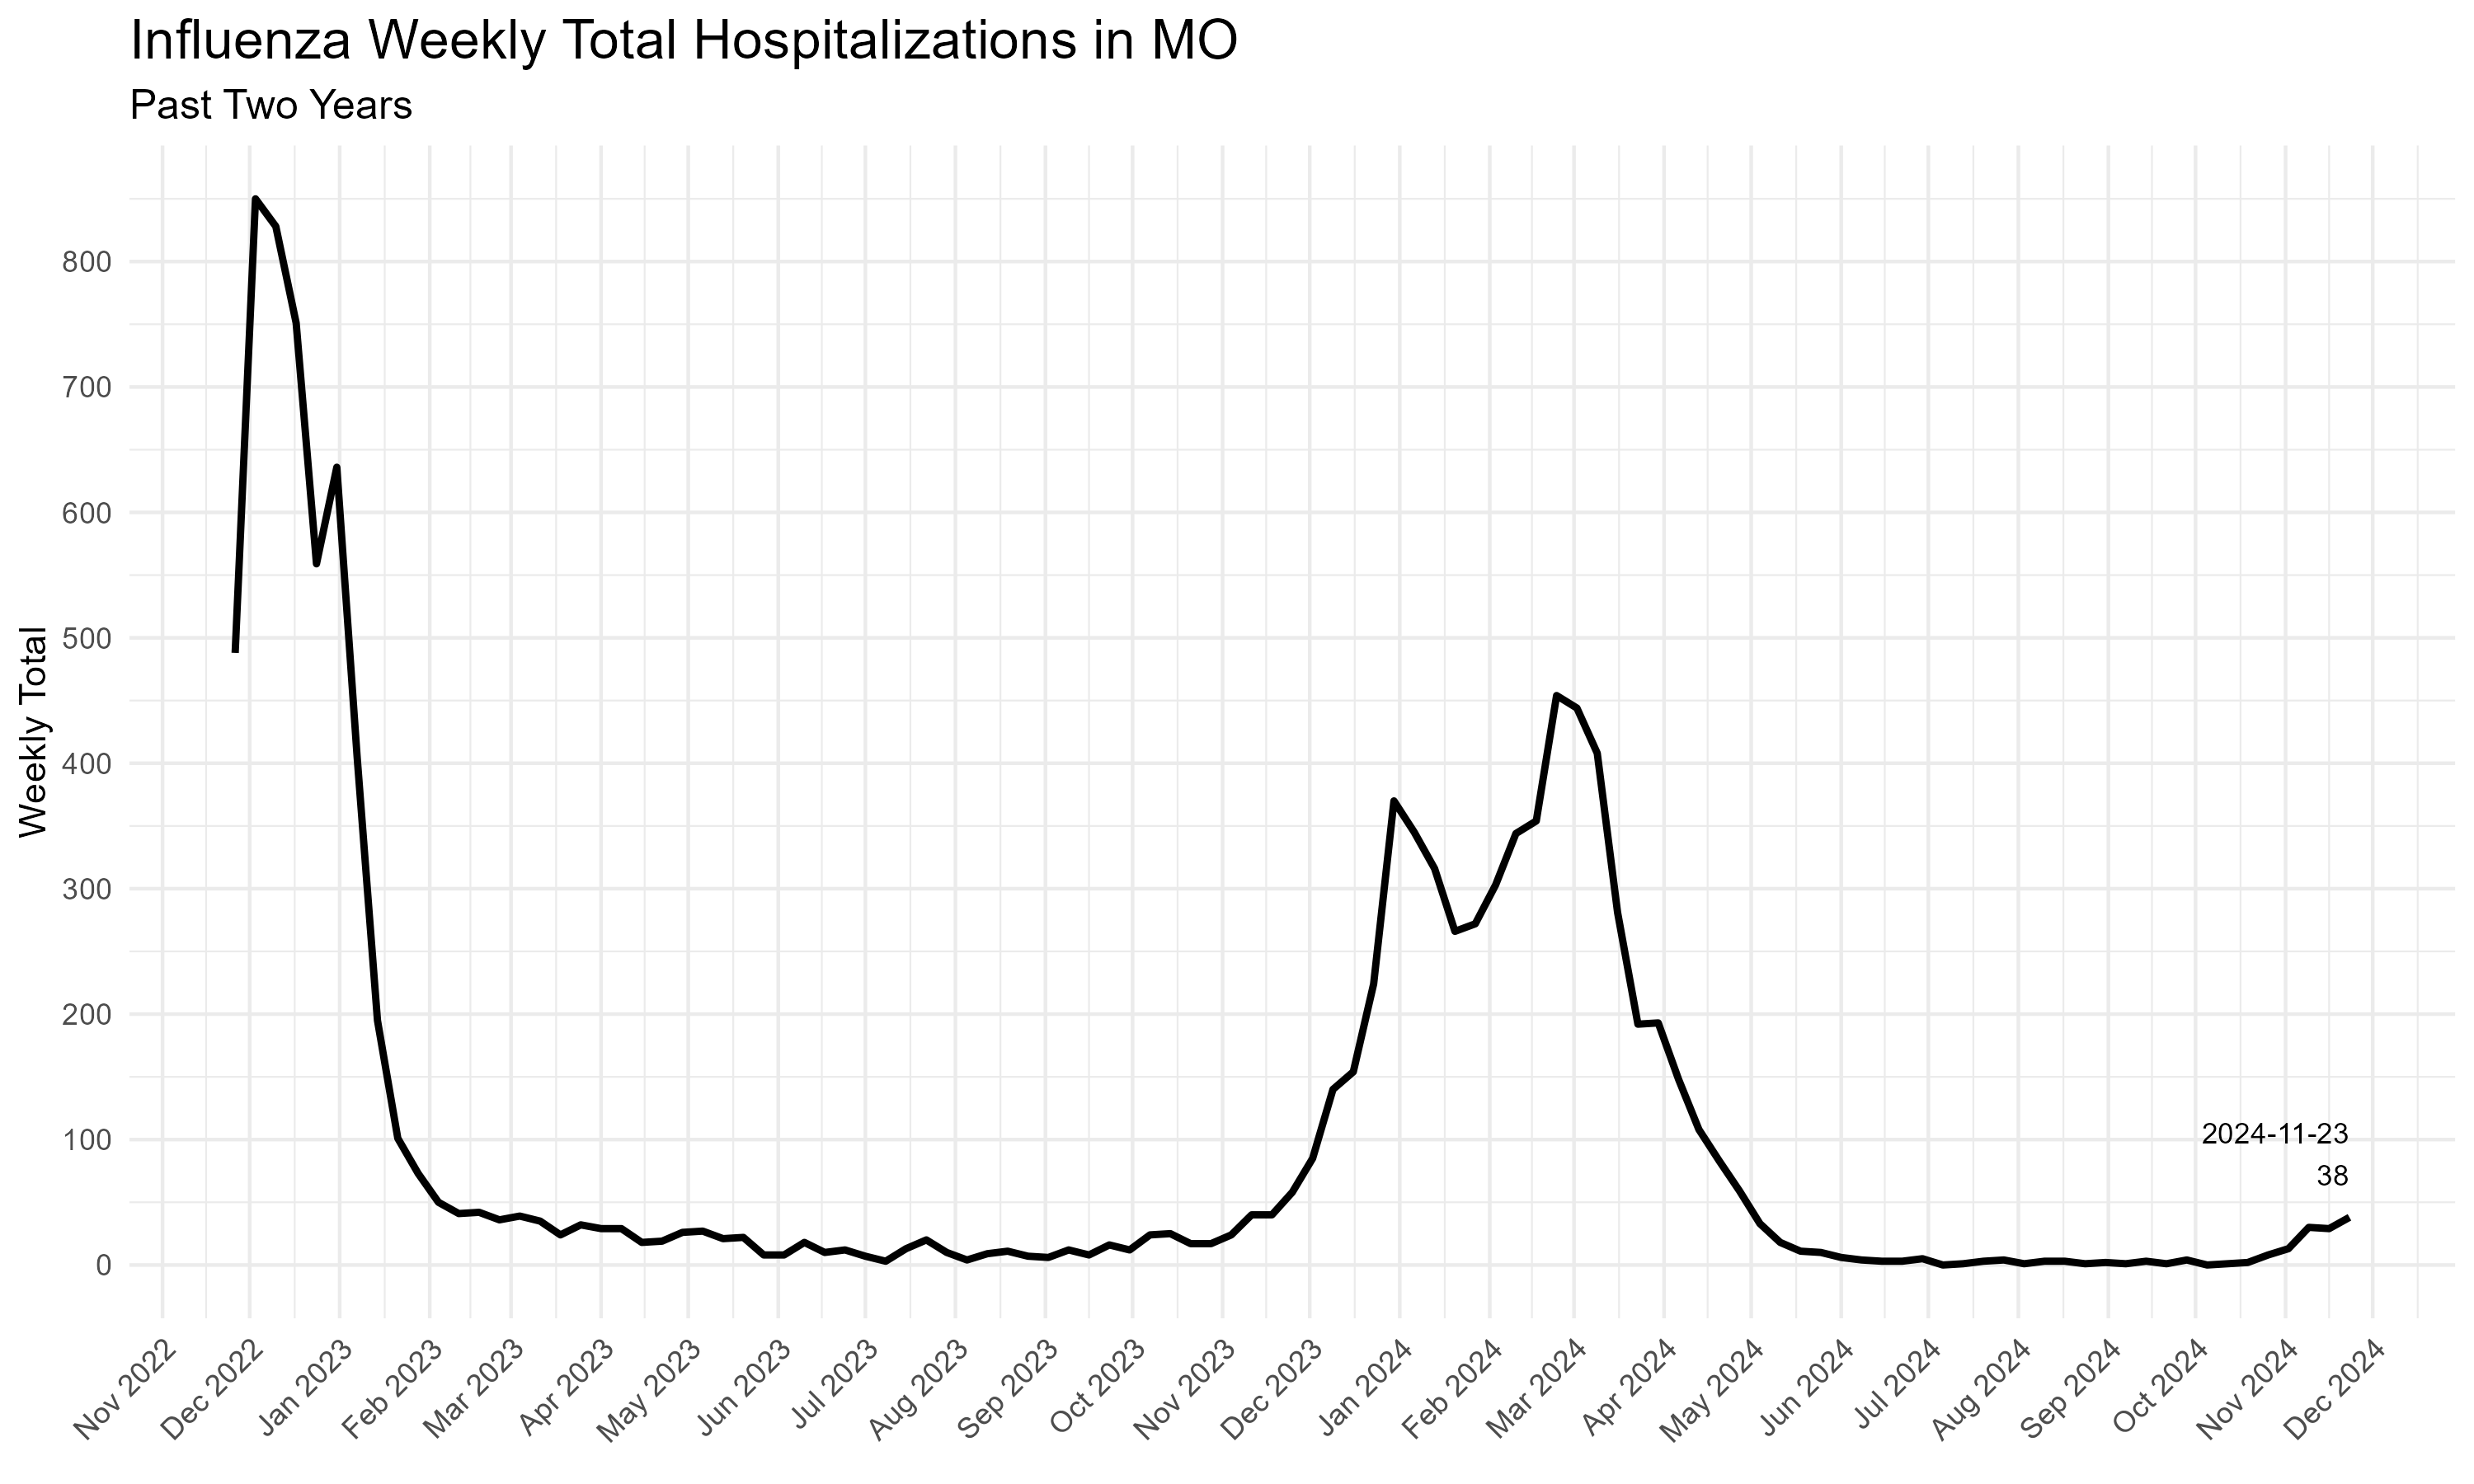 Influenza Weekly Total Hospitalizations in MO
Past Two Years
Weekly Total
800
700
600
500
400
300
200
100
0
2024-11-23
38
Nov 2022
Dec 2022
Jan 2023
Feb 2023
Mar 2023
Apr 2023
May 2023
Jun 2023
Jul 2023
Aug 2023
Sep 2023
Oct 2023
Nov 2023
Dec 2023
Jan 2024
Feb 2024
Mar 2024
Apr 2024
May 2024
Jun 2024
Jul 2024
Aug 2024
Sep 2024
Oct 2024
Nov 2024
Dec 2024